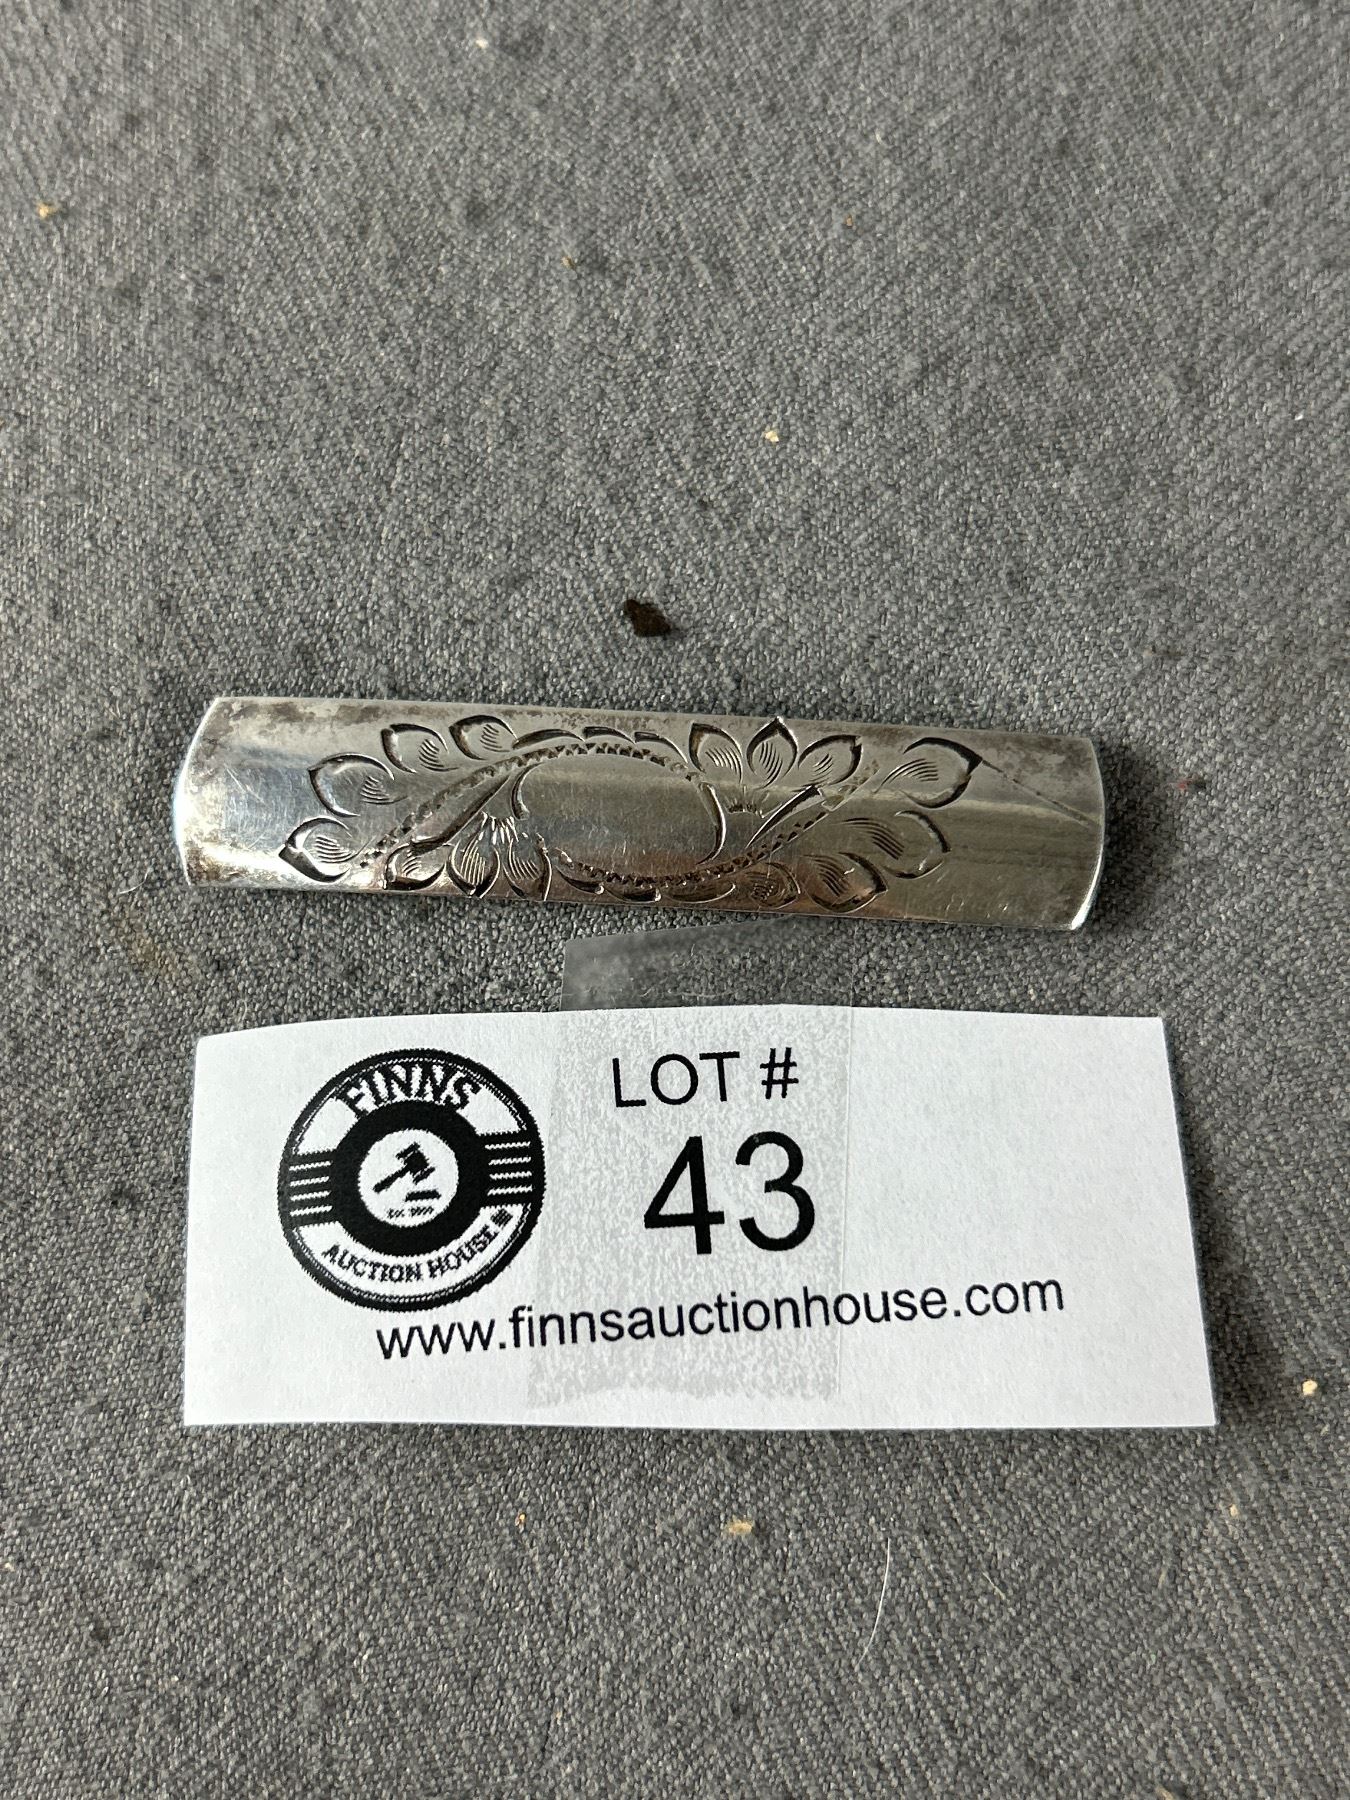 FINNS
AUCTION HOUSE
LOT #
43
www.finnsauctionhouse.com